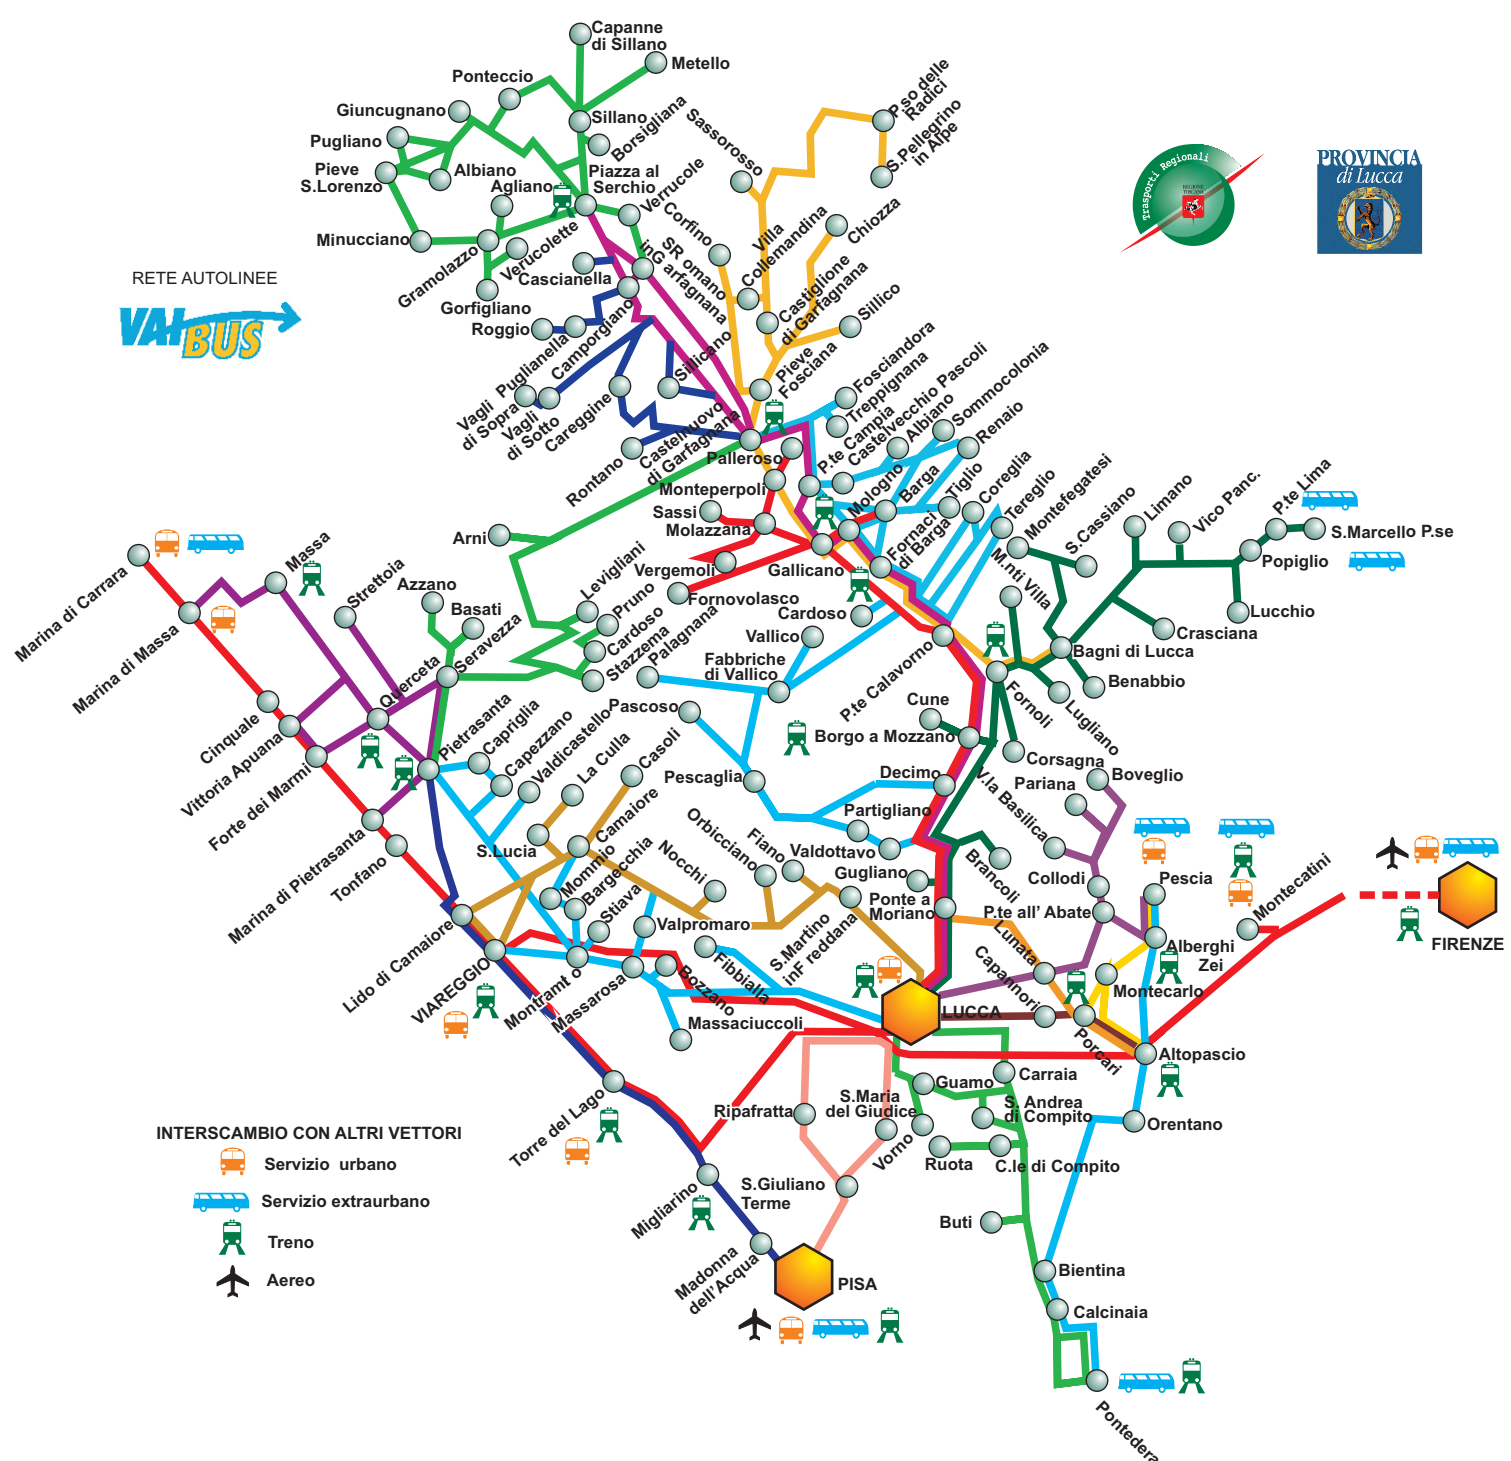 Capanne
di Sillano
Metello
Ponteccio
Giuncugnano
Sillano
Borsigliana
Pugliano
Pieve
S.Lorenzo
Albiano
Agliano
Piazza al
Serchio
Verrucole
Minucciano
Gramolazzo
Verucolette
Gorfigliano
Cascianella
Roggio
Puglianella
Camporgiano
SR omano
inG arfagnana
Corfino
Sassorosso
Villa
Collemandina
Chiozza
Castiglione
di Garfagnana
Sillico
P.so delle
Radici
S.Pellegrino
in Alpe
Trasporti Regionali
REGIONE
TOSCANA
PROVINCIA
di Lucca
RETE AUTOLINEE
VAIBUS
Vagli
di Sopra
Vagli
di Sotto
Careggine
Sillicano
Rontano
Castelnuovo
di Garfagnana
Pieve
Fosciana
Fosciandora
Treppignana
P.te Campia
Castelvecchio Pascoli
Albiano
Sommocolonia
Renaio
Palleroso
Monteperpoli
Sassi
Molazzana
Vergemoli
Fornovolasco
Gallicano
Mologno
Barga
Tiglio
Fornaci
di Barga
Coreglia
Tereglio
Montefegatesi
S.Cassiano
Limano
Vico Panc.
P.te Lima
S.Marcello P.se
Popiglio
Lucchio
Crasciana
M.nti Villa
Bagni di Lucca
Benabbio
Lugliano
Fornoli
Corsagna
Arni
Massa
Marina di Carrara
Marina di Massa
Strettoia
Azzano
Basati
Seravezza
Querceta
Levigliani
Pruno
Cardoso
Stazzema
Palagnana
Cardoso
Vallico
Fabbriche
di Vallico
P.te Calavorno
Pascoso
Pescaglia
Cune
Borgo a Mozzano
Decimo
Partigliano
Valdottavo
Cinquale
Vittoria Apuana
Forte dei Marmi
Marina di Pietrasanta
Tonfano
Pietrasanta
Capriglia
Capezzano
Valdicastello
La Culla
Casoli
S.Lucia
Camaiore
Mommio
Bargecchia
Stiava
Nocchi
Orbicciano
Fiano
Valpromaro
S.Martino
inF reddana
Gugliano
Ponte a
Moriano
Brancoli
V.la Basilica
Pariana
Boveglio
Collodi
P.te all' Abate
Pescia
Montecatini
FIRENZE
Alberghi
Zei
Lunata
Capannori
Montecarlo
Porcari
Altopascio
LUCCA
Lido di Camaiore
VIAREGGIO
Montramt o
Massarosa
Bozzano
Fibbialla
Massaciuccoli
Torre del Lago
Migliarino
Madonna
dell'Acqua
PISA
Ripafratta
S.Maria
del Giudice
S.Giuliano
Terme
Vorno
Guamo
Carraia
S. Andrea
di Compito
Ruota
C.le di Compito
Orentano
Buti
Bientina
Calcinaia
Pontedera
INTERSCAMBIO CON ALTRI VETTORI
Servizio urbano
Servizio extraurbano
Treno
Aereo